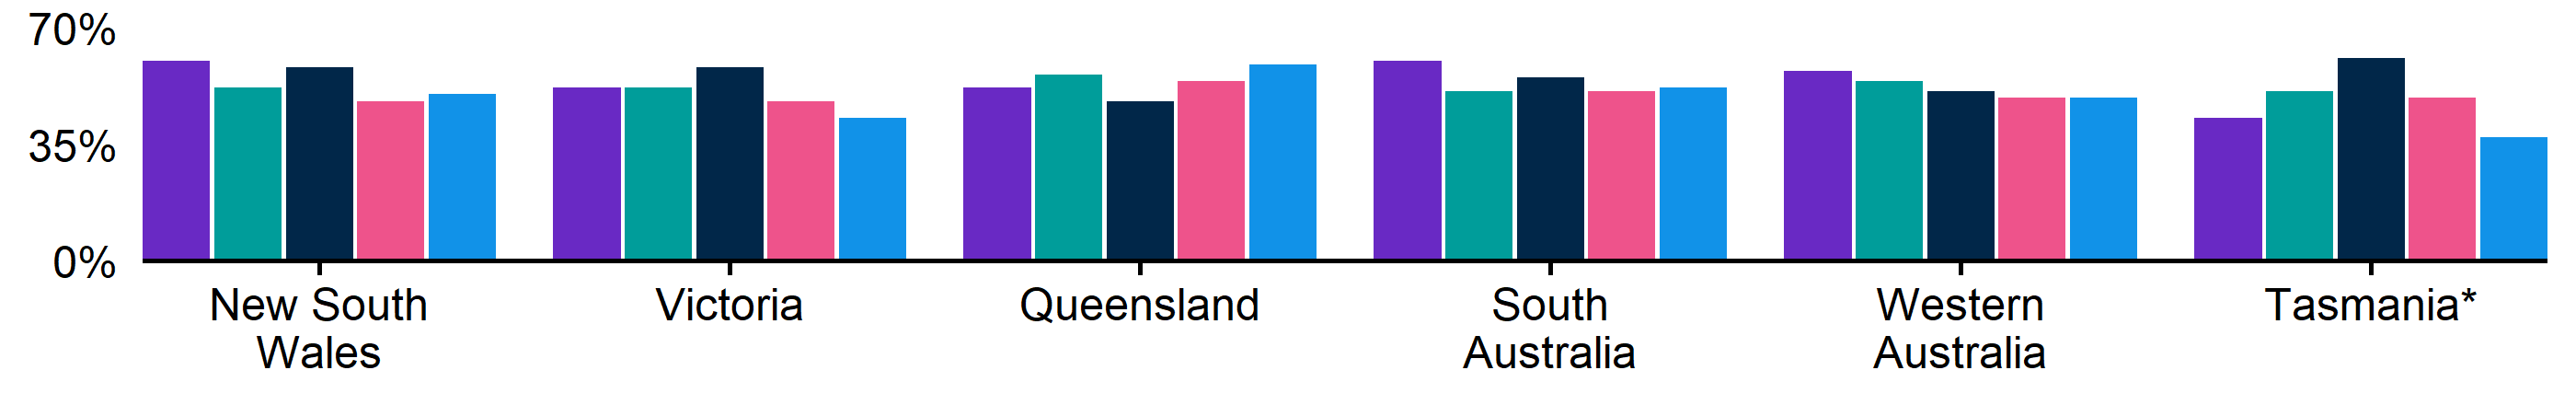 70%
35%
0%
New South
Wales
Victoria
Queensland
South
Australia
Western
Australia
Tasmania*